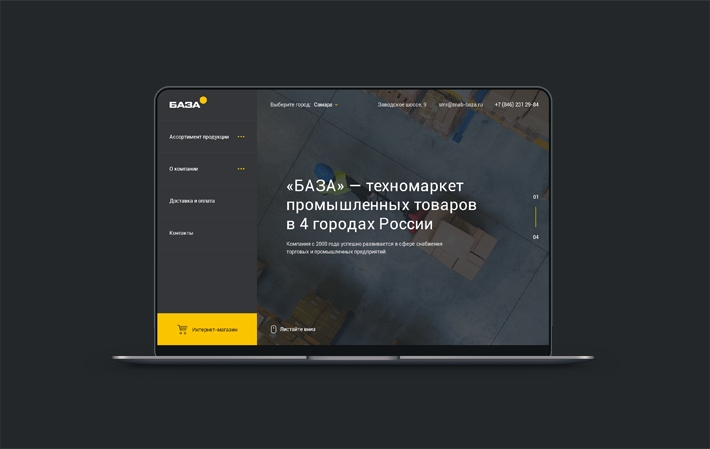 БАЗА
Выберите город: Самара
Заводское шоссе, 9
smr@snab-baza.ru
+7 (846) 231 29-84
Ассортимент продукции
О компании
Доставка и оплата
Контакты
«БАЗА» — техномаркет
промышленных товаров
в 4 городах России
Компания с 2000 года успешно развивается в сфере снабжения
торговых и промышленных предприятий
01
04
Интернет-магазин
Листайте вниз